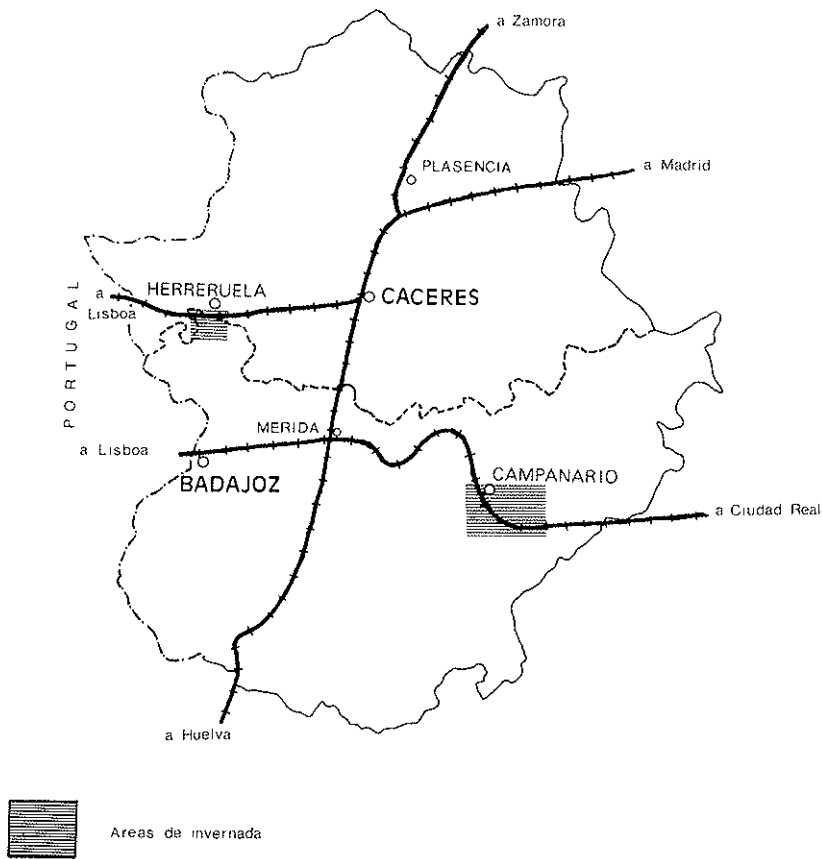 a Zamora
PLASENCIA
a Madrid
HERRERUELA
a
Lisboa
CACERES
PORTUGAL
MERIDA
a Lisboa
BADAJOZ
CAMPANARIO
a Ciudad Real
a Huelva
Areas de invernada